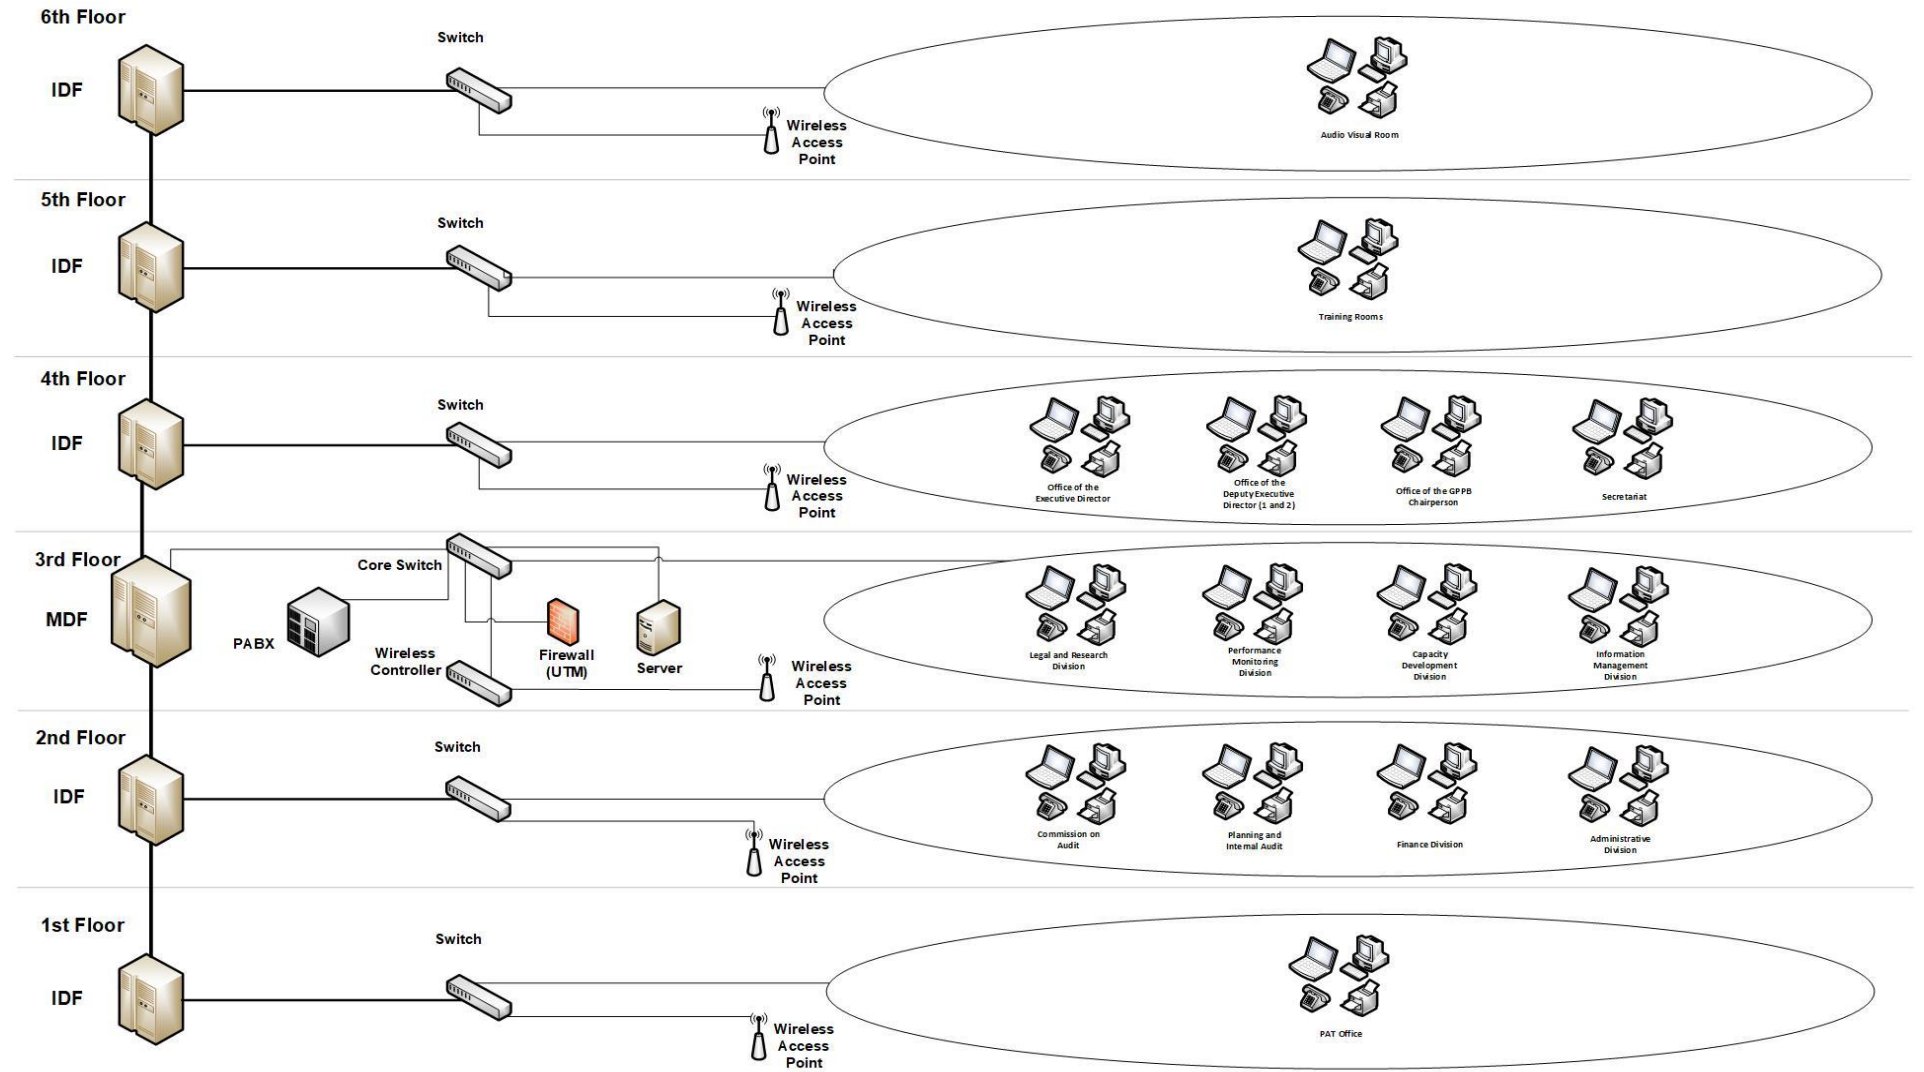 6th Floor
Switch
IDF
Wireless
Access
Point
Audio Visual Room
5th Floor
Switch
IDF
Wireless
Access
Point
Training Rooms
4th Floor
Switch
IDF
Wireless
Access
Point
Office of the
Executive Director
Office of the
Deputy Executive
Director (1 and 2)
Office of the GPPB
Chairperson
Secretariat
3rd Floor
Core Switch
MDF
PABX
Wireless
Controller
Firewall
(UTM)
Server
Wireless
Access
Point
Legal and Research
Division
Performance
Monitoring
Division
Capacity
Development
Division
Information
Management
Division
2nd Floor
Switch
IDF
Wireless
Access
Point
Commission on
Audit
Planning and
Internal Audit
Finance Division
Administrative
Division
1st Floor
Switch
IDF
Wireless
Access
Point
PAT Office